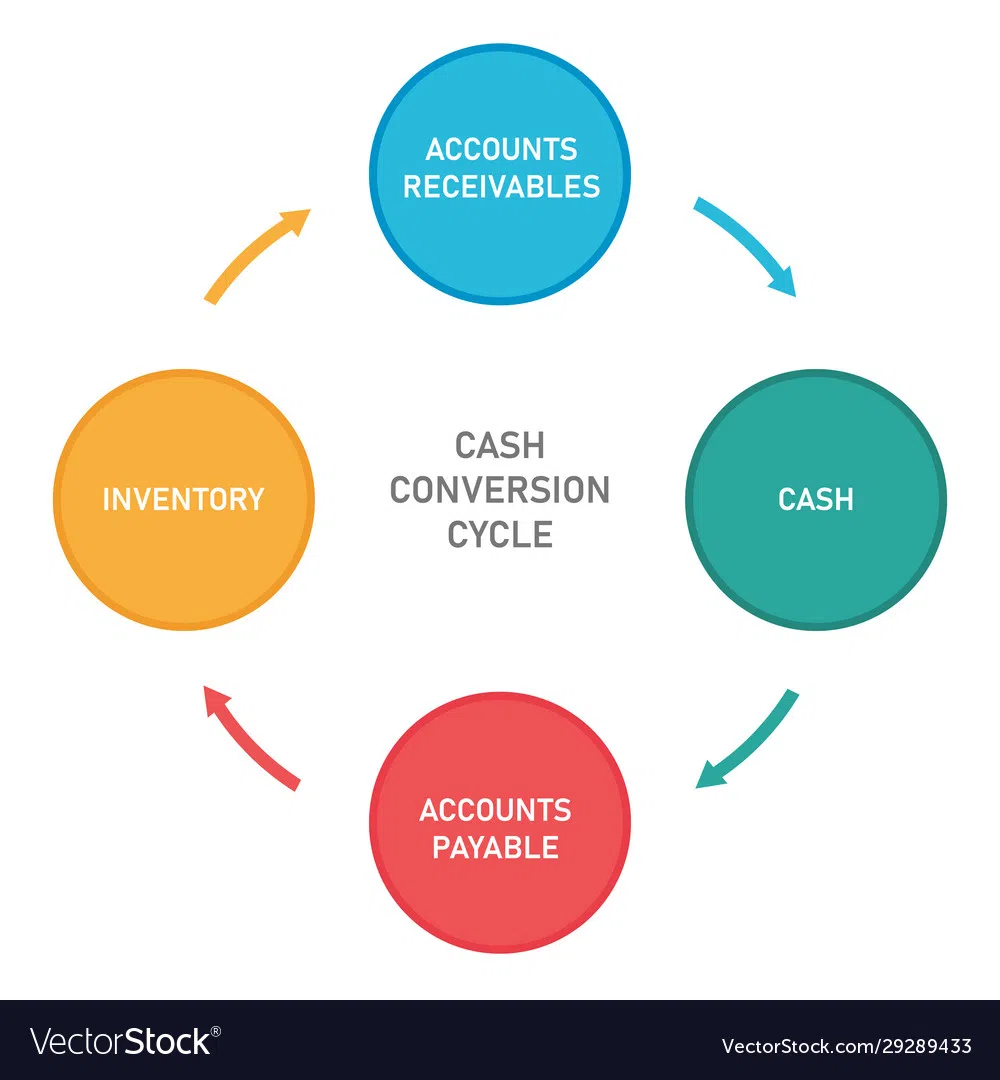 ACCOUNTS
RECEIVABLES
INVENTORY
CASH
CONVERSION
CYCLE
CASH
ACCOUNTS
PAYABLE
VectorStock®
VectorStock.com/29289433